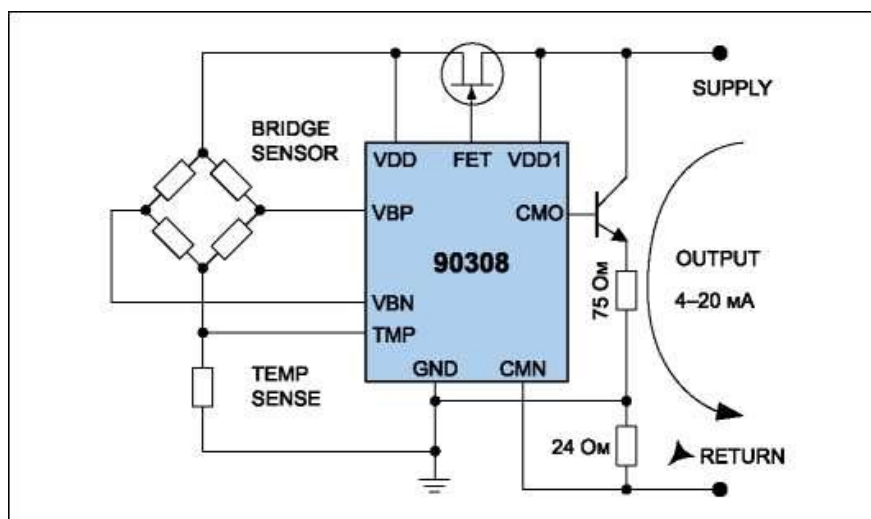 SUPPLY
BRIDGE
SENSOR
VDD
FET
VDD1
VBP
CMO
90308
OUTPUT
4–20 мА
75 Ом
VBN
TMP
GND
CMN
TEMP
SENSE
24 Ом
RETURN